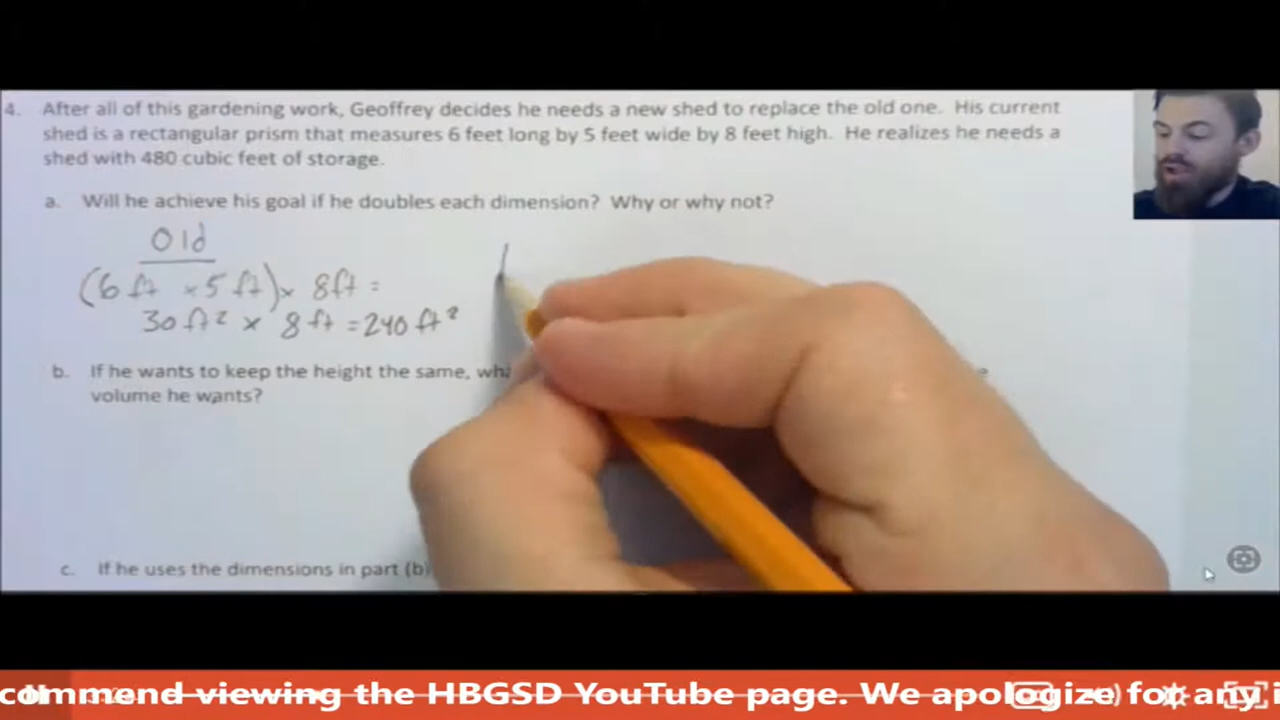 4. After all of this gardening work, Geoffrey decides he needs a new shed to replace the old one. His current
shed is a rectangular prism that measures 6 feet long by 5 feet wide by 8 feet high. He realizes he needs a
shed with 480 cubic feet of storage.
a. Will he achieve his goal if he doubles each dimension? Why or why not?
Old
(6 ft × 5 ft) × 8ft =
30 ft² × 8 ft = 240 ft³
b. If he wants to keep the height the same,
volume he wants?
c. If he uses the dimensions in part (b)
commend viewing the HBGSD YouTube page. We apologize for any